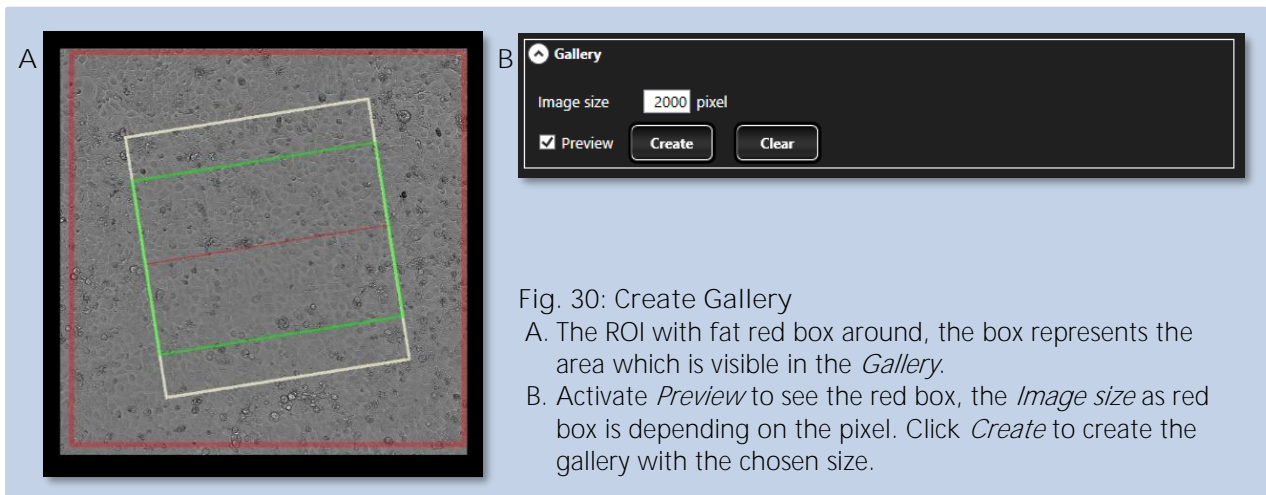 A
B
Gallery
Image size 2000 pixel
Preview Create Clear
Fig. 30: Create Gallery
A. The ROI with fat red box around, the box represents the
area which is visible in the Gallery.
B. Activate Preview to see the red box, the Image size as red
box is depending on the pixel. Click Create to create the
gallery with the chosen size.